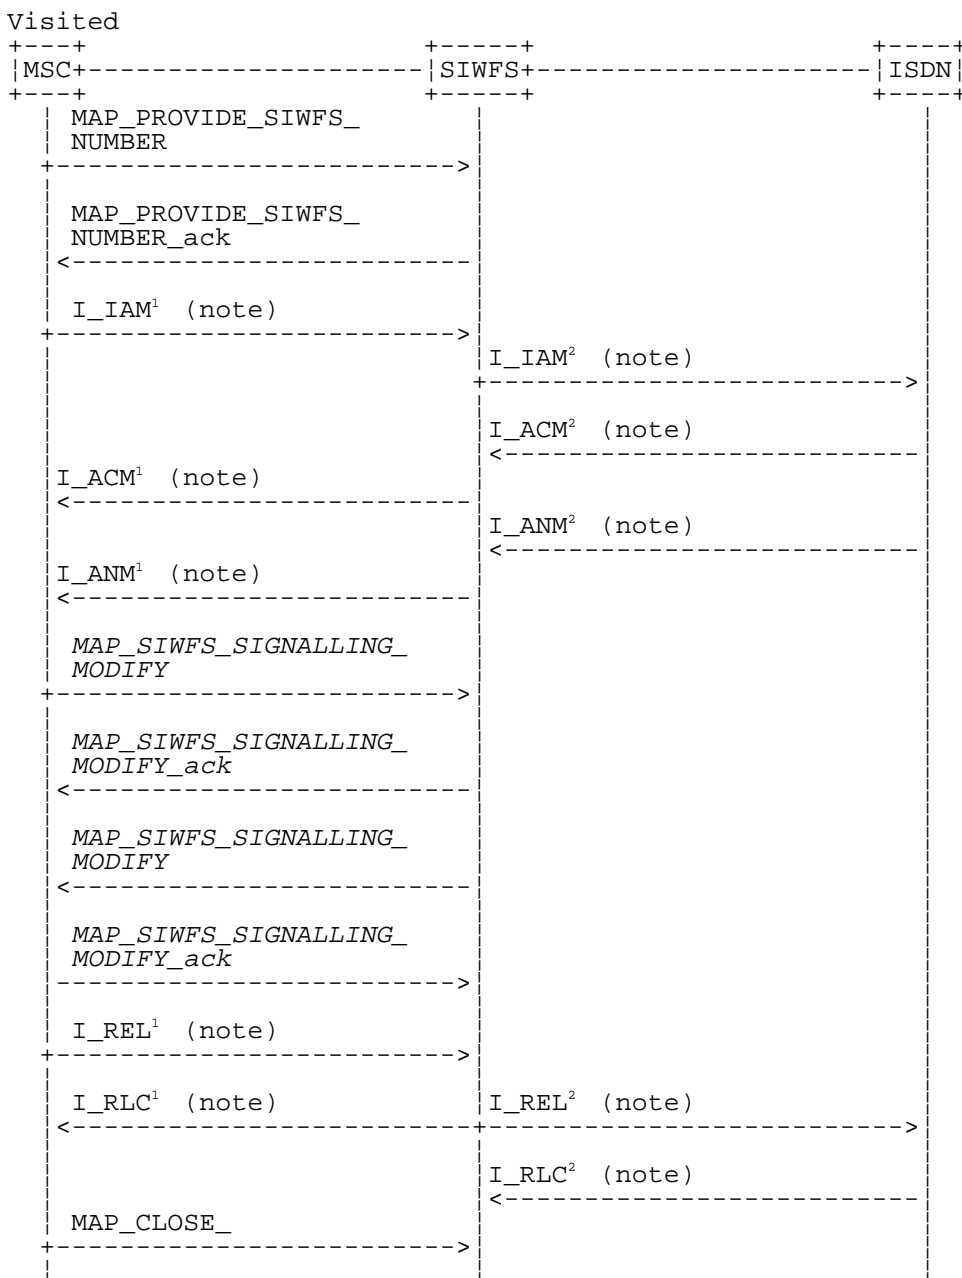 Visited
MSC SIWFS ISDN
MAP_PROVIDE_SIWFS_
NUMBER
MAP_PROVIDE_SIWFS_
NUMBER_ack
I_IAM¹ (note)
I_IAM² (note)
I_ACM² (note)
I_ACM¹ (note)
I_ANM² (note)
I_ANM¹ (note)
MAP_SIWFS_SIGNALLING_
MODIFY
MAP_SIWFS_SIGNALLING_
MODIFY_ack
MAP_SIWFS_SIGNALLING_
MODIFY
MAP_SIWFS_SIGNALLING_
MODIFY_ack
I_REL¹ (note)
I_RLC¹ (note) I_REL² (note)
I_RLC² (note)
MAP_CLOSE_